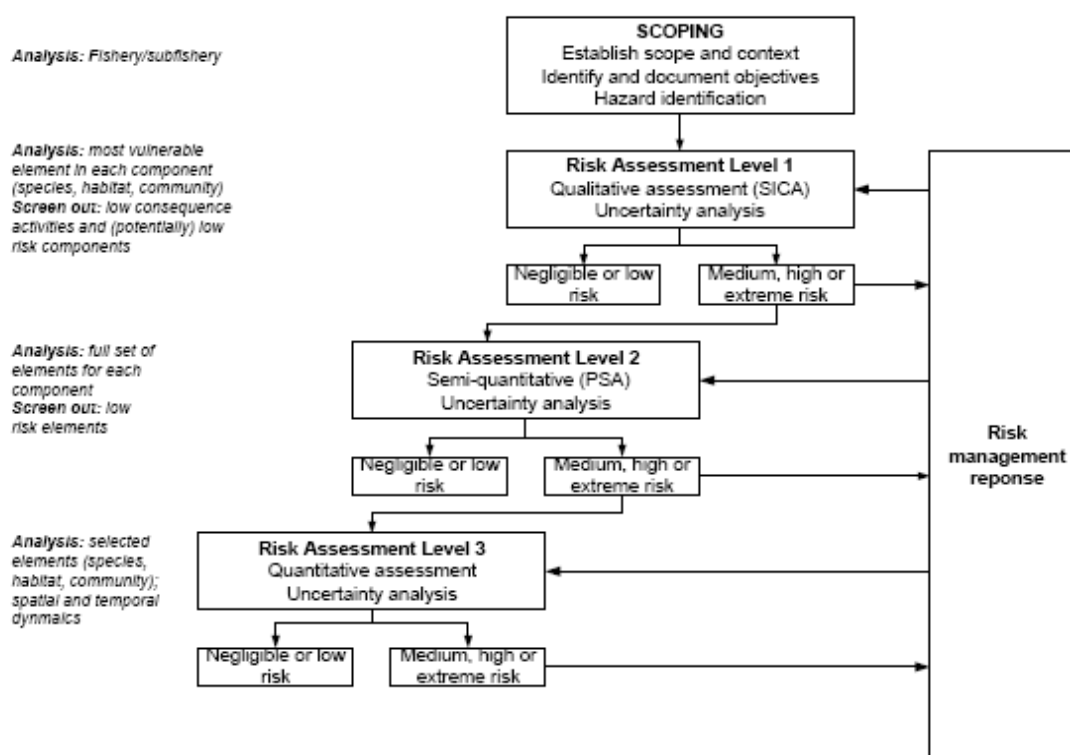 SCOPING
Establish scope and context
Identify and document objectives
Hazard identification
Analysis: Fishery/subfishery
Analysis: most vulnerable
element in each component
(species, habitat, community)
Screen out: low consequence
activities and (potentially) low
risk components
Risk Assessment Level 1
Qualitative assessment (SICA)
Uncertainty analysis
Negligible or low
risk
Medium, high or
extreme risk
Analysis: full set of
elements for each
component
Screen out: low
risk elements
Risk Assessment Level 2
Semi-quantitative (PSA)
Uncertainty analysis
Negligible or low
risk
Medium, high or
extreme risk
Risk
management
reponse
Analysis: selected
elements (species,
habitat, community);
spatial and temporal
dynmaics
Risk Assessment Level 3
Quantitative assessment
Uncertainty analysis
Negligible or low
risk
Medium, high or
extreme risk